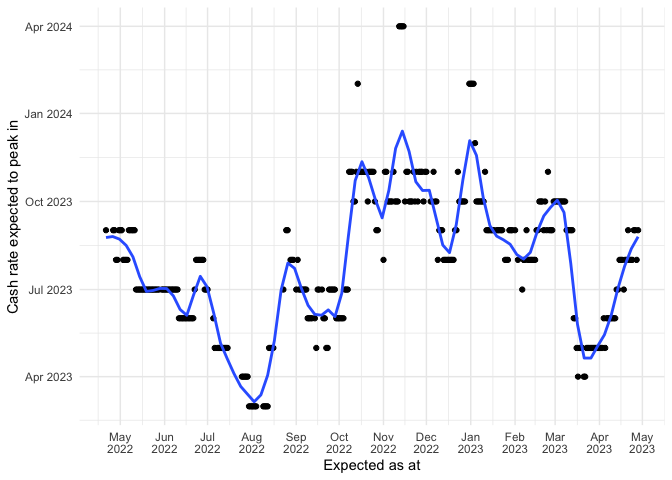 Cash rate expected to peak in
Apr 2024
Jan 2024
Oct 2023
Jul 2023
Apr 2023
May Jun Jul Aug Sep Oct Nov Dec Jan Feb Mar Apr May
2022 2022 2022 2022 2022 2022 2022 2022 2023 2023 2023 2023 2023
Expected as at